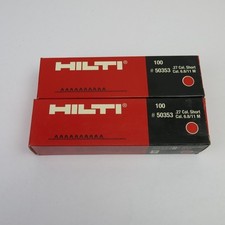 HILTI
100
# 50353
.27 Cal. Short
Cal. 6.8/11 M
HILTI
100
# 50353
.27 Cal. Short
Cal. 6.8/11 M